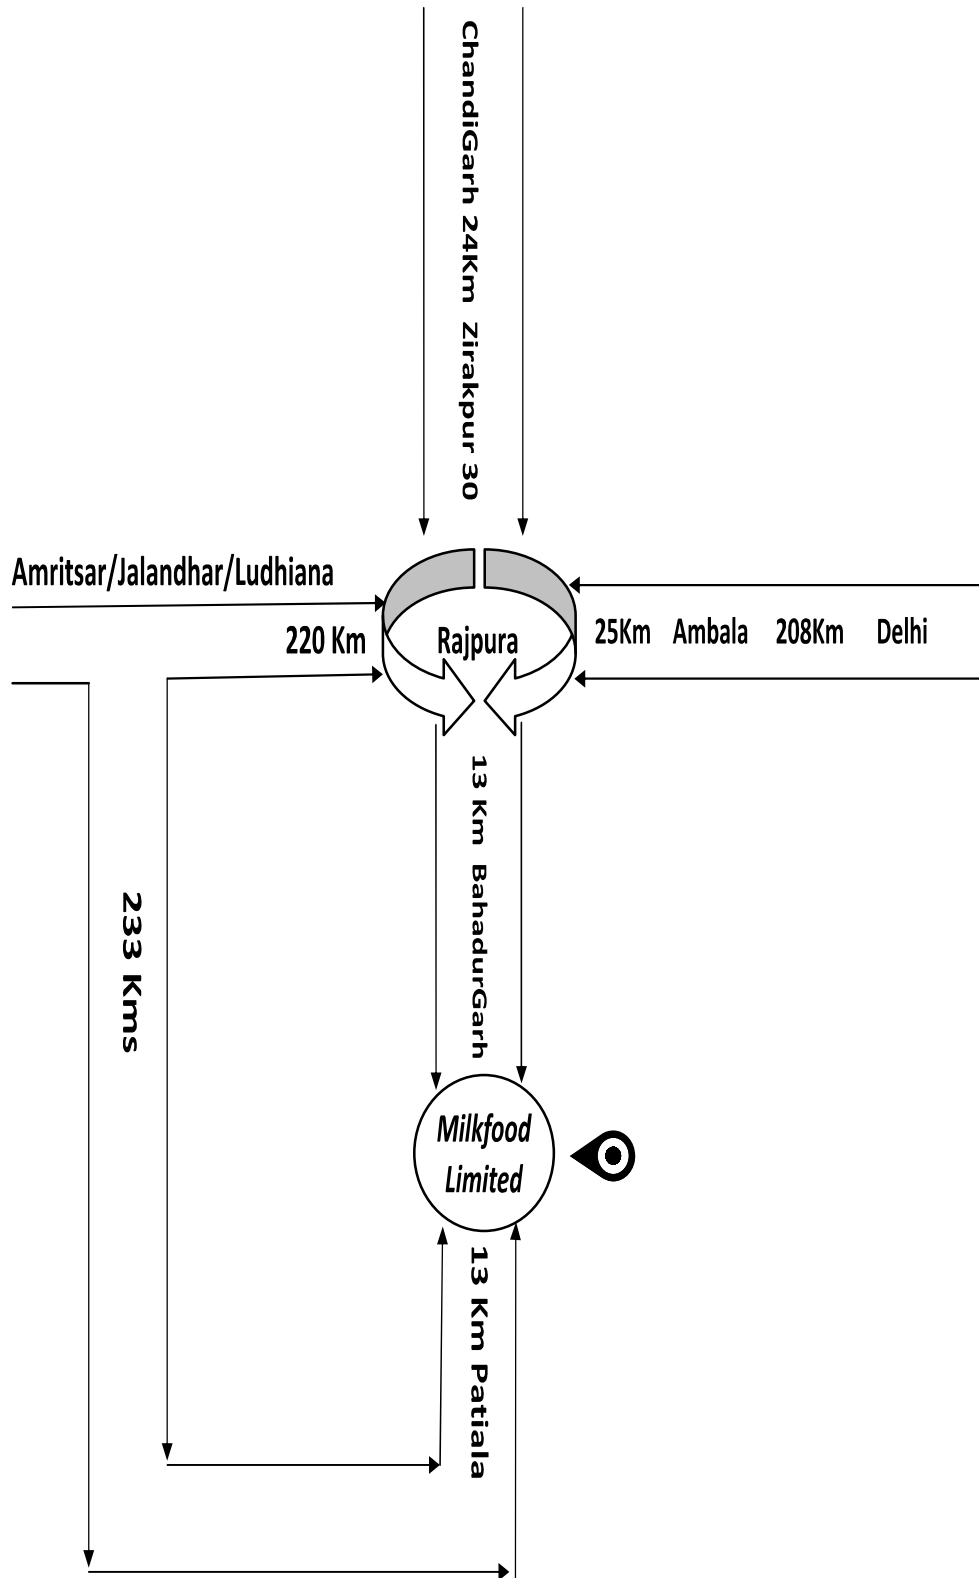 ChandiGarh 24Km Zirakpur 30
Amritsar/Jalandhar/Ludhiana
220 Km
Rajpura
25Km Ambala 208Km Delhi
13 Km BahadurGarh
233 Kms
Milkfood
Limited
13 Km Patiala